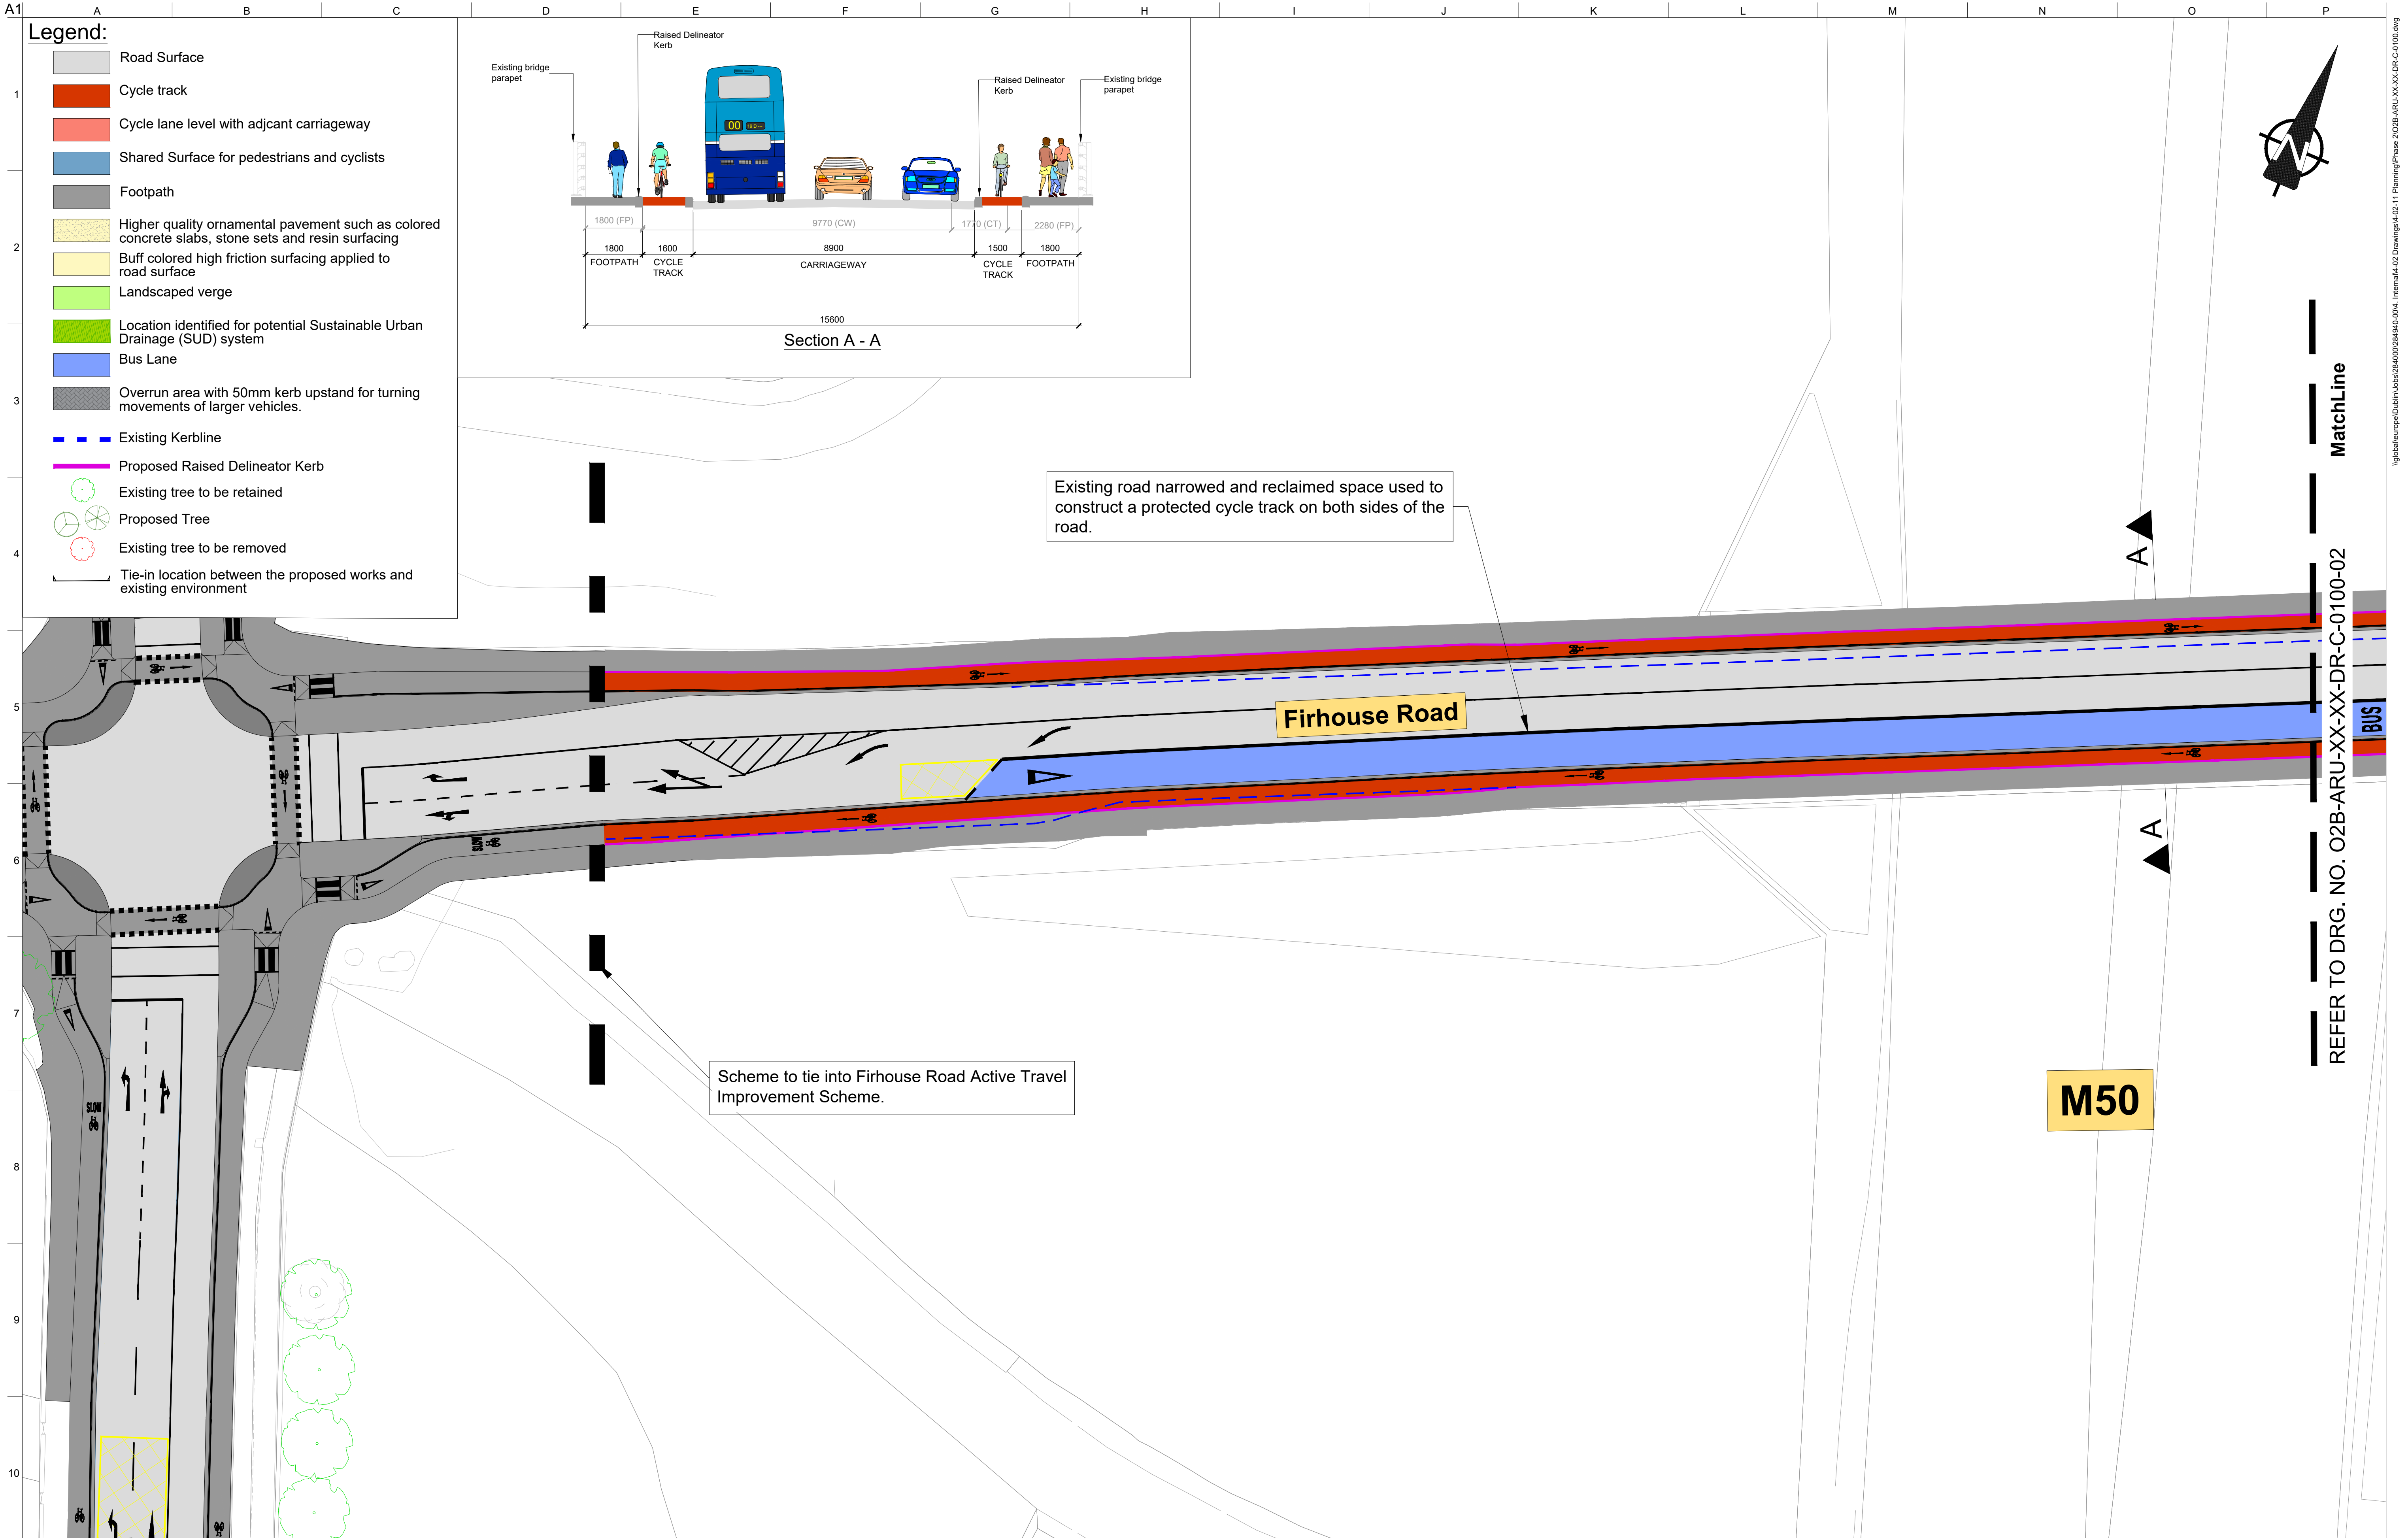 A1
A B C D E F G H I J K L M N O P
1
2
3
4
5
6
7
8
9
10
Legend:
Road Surface
Cycle track
Cycle lane level with adjcant carriageway
Shared Surface for pedestrians and cyclists
Footpath
Higher quality ornamental pavement such as colored
concrete slabs, stone sets and resin surfacing
Buff colored high friction surfacing applied to
road surface
Landscaped verge
Location identified for potential Sustainable Urban
Drainage (SUD) system
Bus Lane
Overrun area with 50mm kerb upstand for turning
movements of larger vehicles.
Existing Kerbline
Proposed Raised Delineator Kerb
Existing tree to be retained
Proposed Tree
Existing tree to be removed
Tie-in location between the proposed works and
existing environment
Raised Delineator
Kerb
Existing bridge
parapet
Raised Delineator
Kerb
Existing bridge
parapet
00
1800 (FP)
9770 (CW)
1770 (CT)
2280 (FP)
1800
1600
8900
1500
1800
FOOTPATH
CYCLE
TRACK
CARRIAGEWAY
CYCLE
TRACK
FOOTPATH
15600
Section A - A
N
Existing road narrowed and reclaimed space used to
construct a protected cycle track on both sides of the
road.
Firhouse Road
BUS
SLOW
SLOW
A
A
MatchLine
REFER TO DRG. NO. O2B-ARU-XX-XX-DR-C-0100-02
Scheme to tie into Firhouse Road Active Travel
Improvement Scheme.
M50